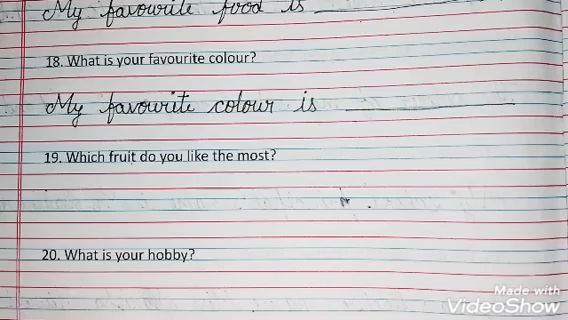 My favourite food is
18. What is your favourite colour?
My favourite colour is
19. Which fruit do you like the most?
20. What is your hobby?
Made with
VideoShow